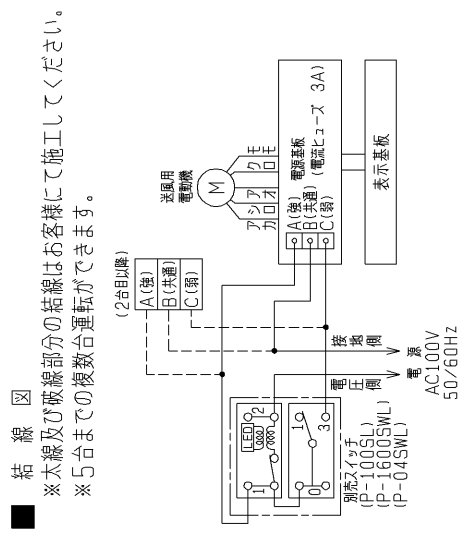 ■ 結線図
※太線及び破線部分の結線はお客様にて施工してください。
※5台までの複数台運転ができます。
(2台目以降)
A(強)
B(共通)
C(弱)
送風用
電動機
M
アカ
シロ
アオ
クロ
モモ
A(強)
B(共通)
C(弱)
電源基板
(電流ヒューズ 3A)
表示基板
接地側
電圧側
電源
AC100V
50/60HZ
LED
1
2
0
1
3
別売スイッチ
(P-100SL)
(P-1600SWL)
(P-04SWL)